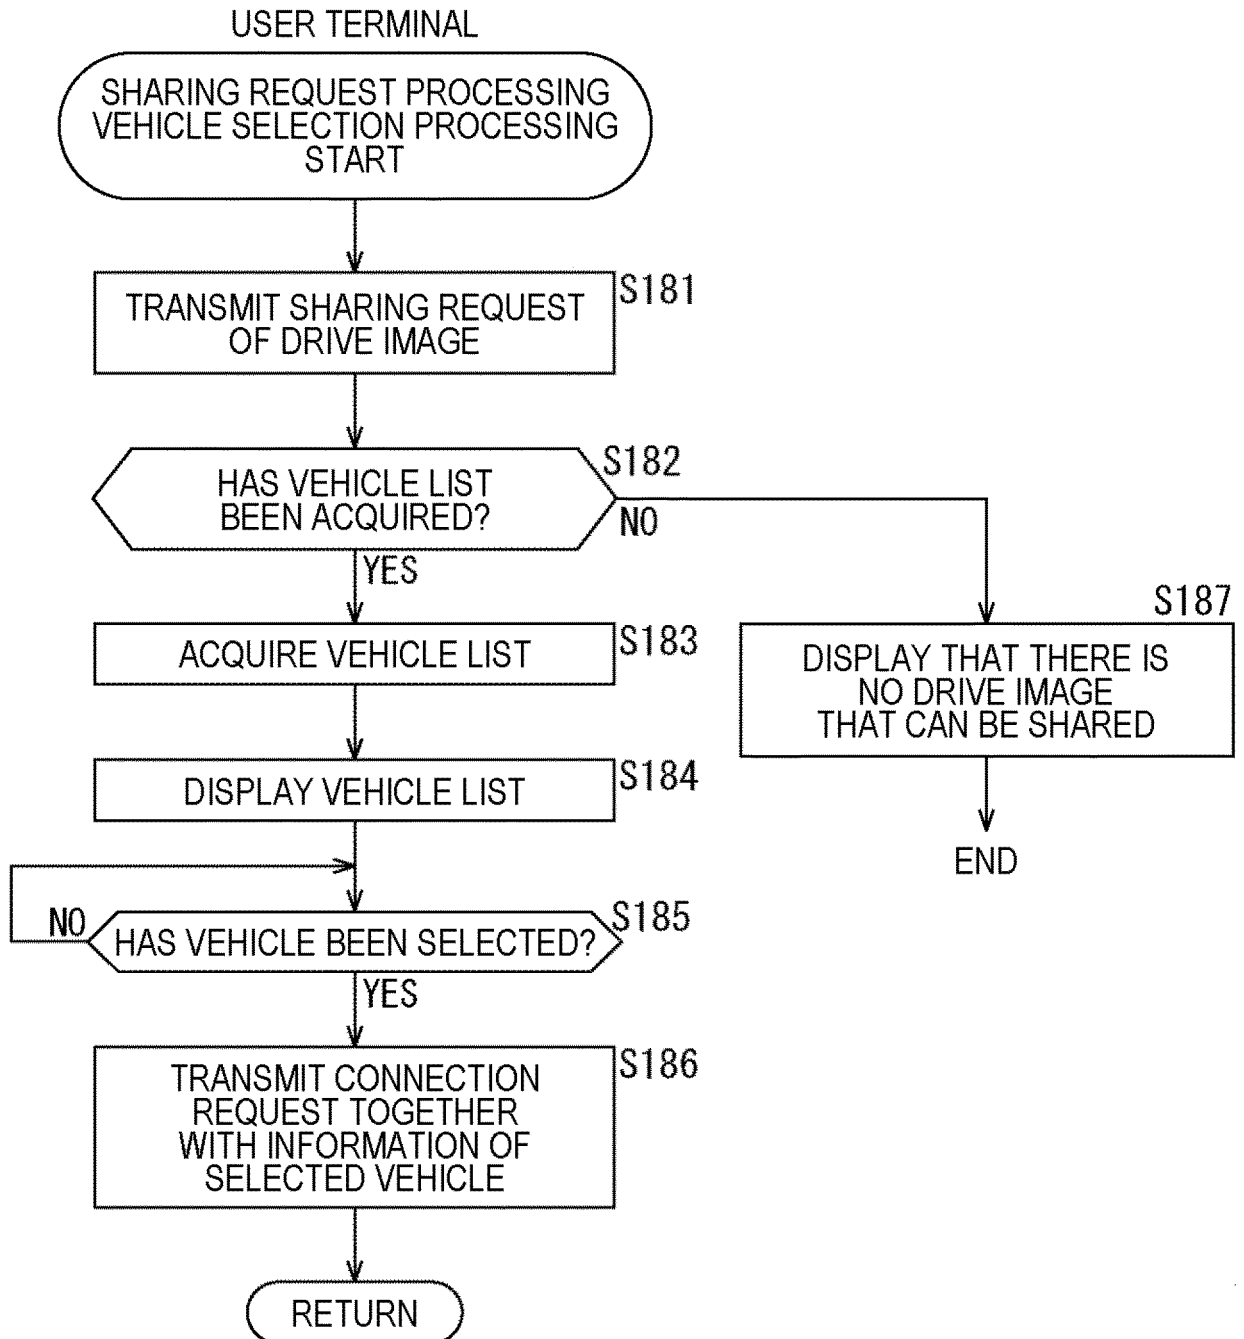 USER TERMINAL
SHARING REQUEST PROCESSING
VEHICLE SELECTION PROCESSING
START
S181
TRANSMIT SHARING REQUEST
OF DRIVE IMAGE
S182
HAS VEHICLE LIST
BEEN ACQUIRED?
NO
YES
S183
ACQUIRE VEHICLE LIST
S187
DISPLAY THAT THERE IS
NO DRIVE IMAGE
THAT CAN BE SHARED
END
S184
DISPLAY VEHICLE LIST
S185
HAS VEHICLE BEEN SELECTED?
NO
YES
S186
TRANSMIT CONNECTION
REQUEST TOGETHER
WITH INFORMATION OF
SELECTED VEHICLE
RETURN